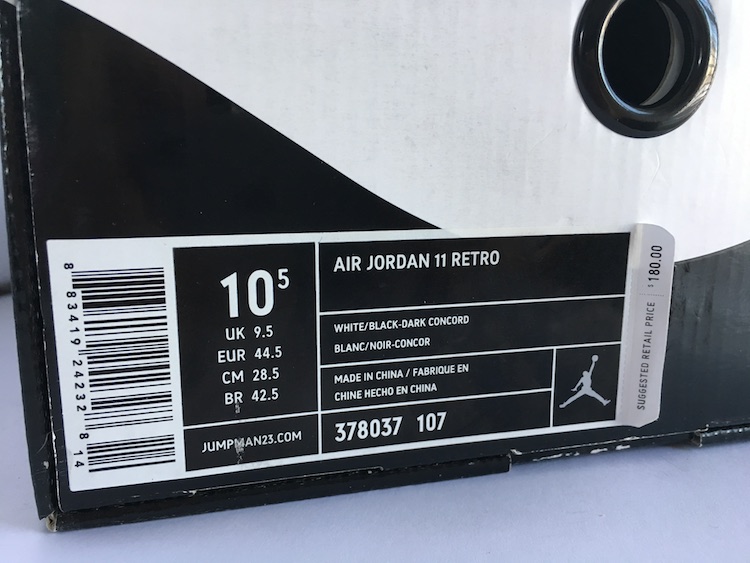 8 83419 24232 8 14
10⁵
UK 9.5
EUR 44.5
CM 28.5
BR 42.5
JUMPMAN23.COM
AIR JORDAN 11 RETRO
WHITE/BLACK-DARK CONCORD
BLANC/NOIR-CONCOR
MADE IN CHINA / FABRIQUE EN
CHINE HECHO EN CHINA
378037 107
SUGGESTED RETAIL PRICE $180.00